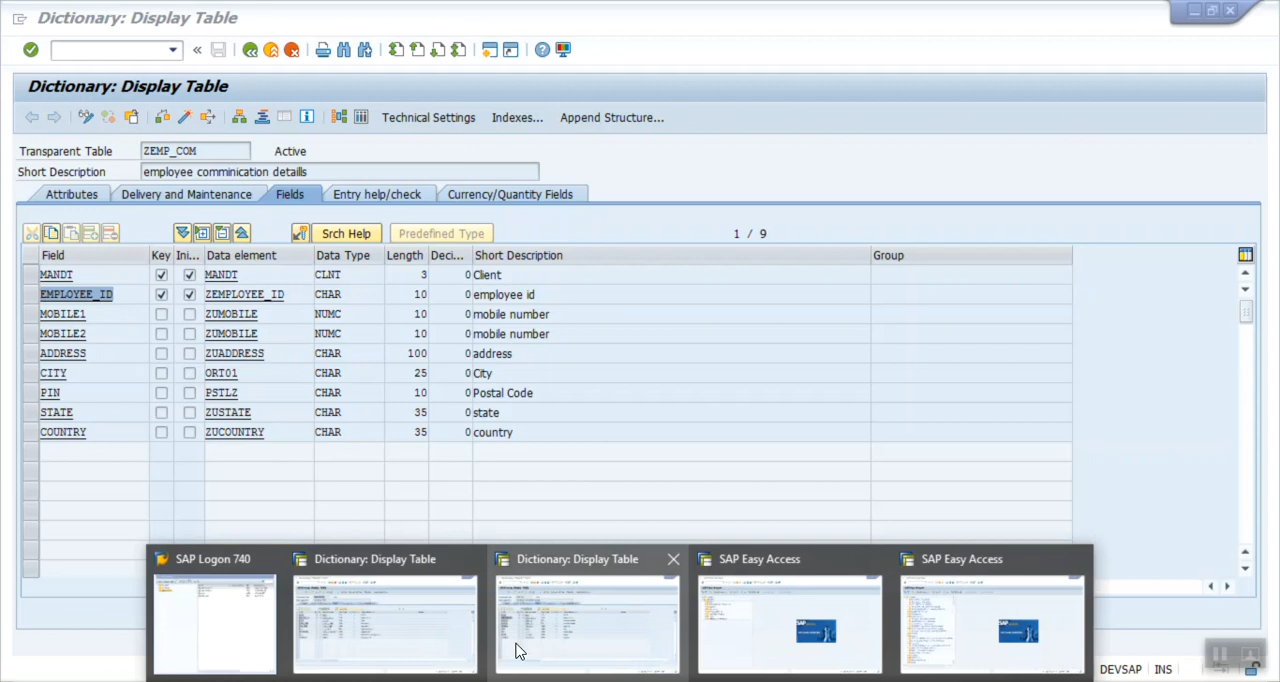 Dictionary: Display Table
Dictionary: Display Table
Technical Settings Indexes... Append Structure...
Transparent Table ZEMP_COM Active
Short Description employee comminication detaills
Attributes Delivery and Maintenance Fields Entry help/check Currency/Quantity Fields
Srch Help Predefined Type 1 / 9
Field Key Ini... Data element Data Type Length Deci... Short Description Group
MANDT MANDT CLNT 3 0 Client
EMPLOYEE_ID ZEMPLOYEE_ID CHAR 10 0 employee id
MOBILE1 ZUMOBILE NUMC 10 0 mobile number
MOBILE2 ZUMOBILE NUMC 10 0 mobile number
ADDRESS ZUADDRESS CHAR 100 0 address
CITY ORT01 CHAR 25 0 City
PIN PSTLZ CHAR 10 0 Postal Code
STATE ZUSTATE CHAR 35 0 state
COUNTRY ZUCOUNTRY CHAR 35 0 country
SAP Logon 740 Dictionary: Display Table Dictionary: Display Table SAP Easy Access SAP Easy Access
DEVSAP INS